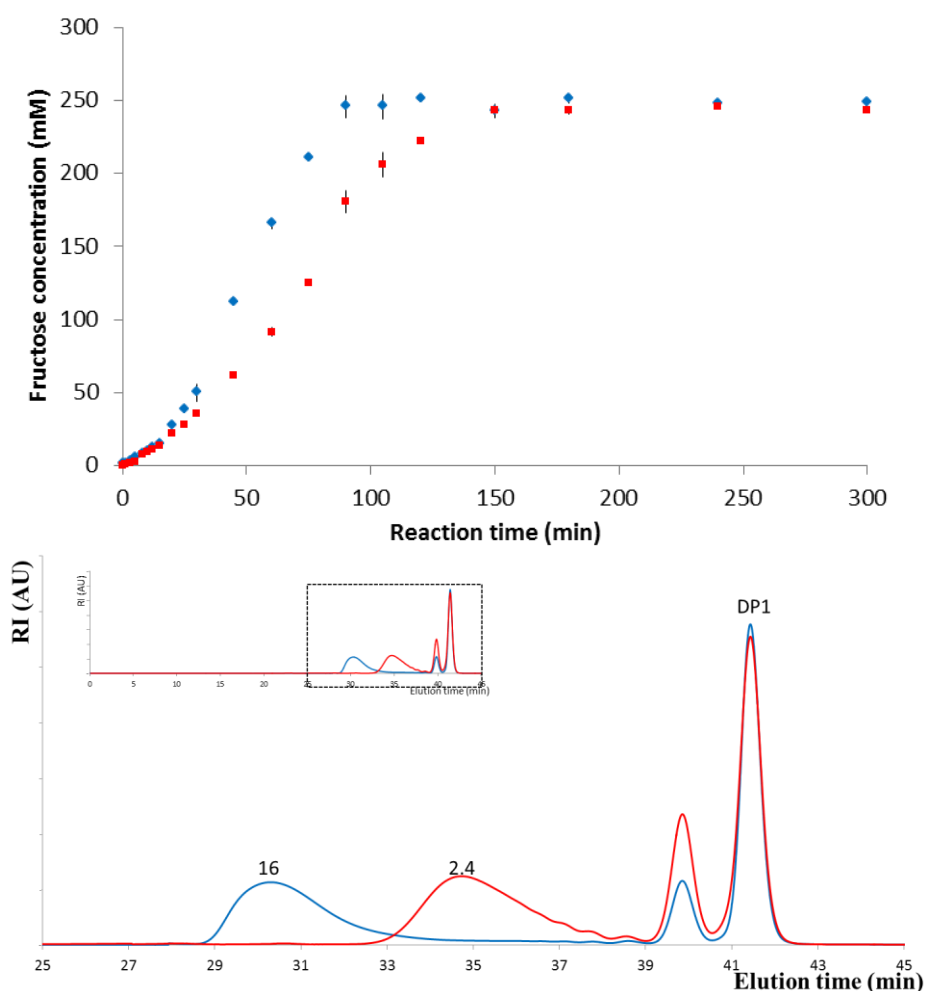 300
250
200
150
100
50
0
Fructose concentration (mM)
0 50 100 150 200 250 300
Reaction time (min)
RI (AU)
RI (AU)
0 5 10 15 20 25 30 35 40 45
Elution time (min)
DP1
16
2.4
25 27 29 31 33 35 37 39 41 43 45
Elution time (min)